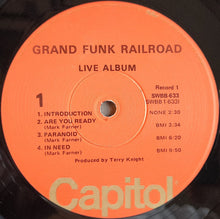 GRAND FUNK RAILROAD
LIVE ALBUM
Record 1
SWBB-633
(SWBB 1-633)
1
1. INTRODUCTION NONE 2:30
2. ARE YOU READY BMI 3:34
(Mark Farner)
3. PARANOID BMI 6:20
(Mark Farner)
4. IN NEED BMI 9:50
(Mark Farner)
Produced by Terry Knight
Capitol